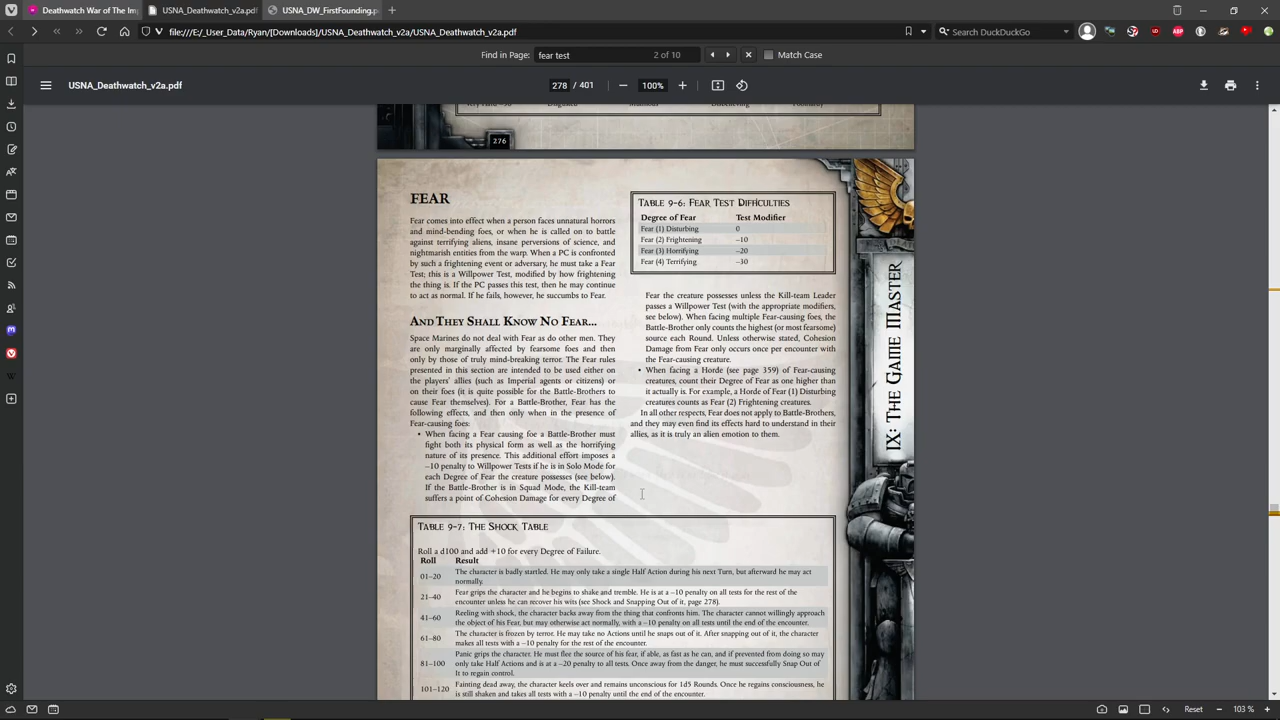 Deathwatch War of The Im
USNA_Deathwatch_v2a.pdf
USNA_DW_FirstFounding.p
file:///E:/_User_Data/Ryan/[Downloads]/USNA_Deathwatch_v2a/USNA_Deathwatch_v2a.pdf
Search DuckDuckGo
Find in Page:
fear test
2 of 10
Match Case
USNA_Deathwatch_v2a.pdf
278 / 401
100%
276
FEAR
Fear comes into effect when a person faces unnatural horrors
and mind-bending foes, or when he is called on to battle
against terrifying aliens, insane perversions of science, and
nightmarish entities from the warp. When a PC is confronted
by such a frightening event or adversary, he must take a Fear
Test; this is a Willpower Test, modified by how frightening
the thing is. If the PC passes this test, then he may continue
to act as normal. If he fails, however, he succumbs to Fear.
AND THEY SHALL KNOW NO FEAR...
Space Marines do not deal with Fear as do other men. They
are only marginally affected by fearsome foes and then
only by those of truly mind-breaking terror. The Fear rules
presented in this section are intended to be used either on
the players' allies (such as Imperial agents or citizens) or
on their foes (it is quite possible for the Battle-Brothers to
cause Fear themselves). For a Battle-Brother, Fear has the
following effects, and then only when in the presence of
Fear-causing foes:
• When facing a Fear causing foe a Battle-Brother must
fight both its physical form as well as the horrifying
nature of its presence. This additional effort imposes a
–10 penalty to Willpower Tests if he is in Solo Mode for
each Degree of Fear the creature possesses (see below).
If the Battle-Brother is in Squad Mode, the Kill-team
suffers a point of Cohesion Damage for every Degree of
TABLE 9-6: FEAR TEST DIFFICULTIES
Degree of Fear Test Modifier
Fear (1) Disturbing 0
Fear (2) Frightening –10
Fear (3) Horrifying –20
Fear (4) Terrifying –30
Fear the creature possesses unless the Kill-team Leader
passes a Willpower Test (with the appropriate modifiers,
see below). When facing multiple Fear-causing foes, the
Battle-Brother only counts the highest (or most fearsome)
source each Round. Unless otherwise stated, Cohesion
Damage from Fear only occurs once per encounter with
the Fear-causing creature.
• When facing a Horde (see page 359) of Fear-causing
creatures, count their Degree of Fear as one higher than
it actually is. For example, a Horde of Fear (1) Disturbing
creatures counts as Fear (2) Frightening creatures.
In all other respects, Fear does not apply to Battle-Brothers,
and they may even find its effects hard to understand in their
allies, as it is truly an alien emotion to them.
IX: THE GAME MASTER
TABLE 9-7: THE SHOCK TABLE
Roll a d100 and add +10 for every Degree of Failure.
Roll Result
01–20 The character is badly startled. He may only take a single Half Action during his next Turn, but afterward he may act
normally.
21–40 Fear grips the character and he begins to shake and tremble. He is at a –10 penalty on all tests for the rest of the
encounter unless he can recover his wits (see Shock and Snapping Out of it, page 278).
41–60 Reeling with shock, the character backs away from the thing that confronts him. The character cannot willingly approach
the object of his Fear, but may otherwise act normally, with a –10 penalty on all tests until the end of the encounter.
61–80 The character is frozen by terror. He may take no Actions until he snaps out of it. After snapping out of it, the character
makes all tests with a –10 penalty for the rest of the encounter.
81–100 Panic grips the character. He must flee the source of his fear, if able, as fast as he can, and if prevented from doing so may
only take Half Actions and is at a –20 penalty to all tests. Once away from the danger, he must successfully Snap Out of
It to regain control.
101–120 Fainting dead away, the character keels over and remains unconscious for 1d5 Rounds. Once he regains consciousness, he
is still shaken and takes all tests with a –10 penalty until the end of the encounter.
Reset
103 %